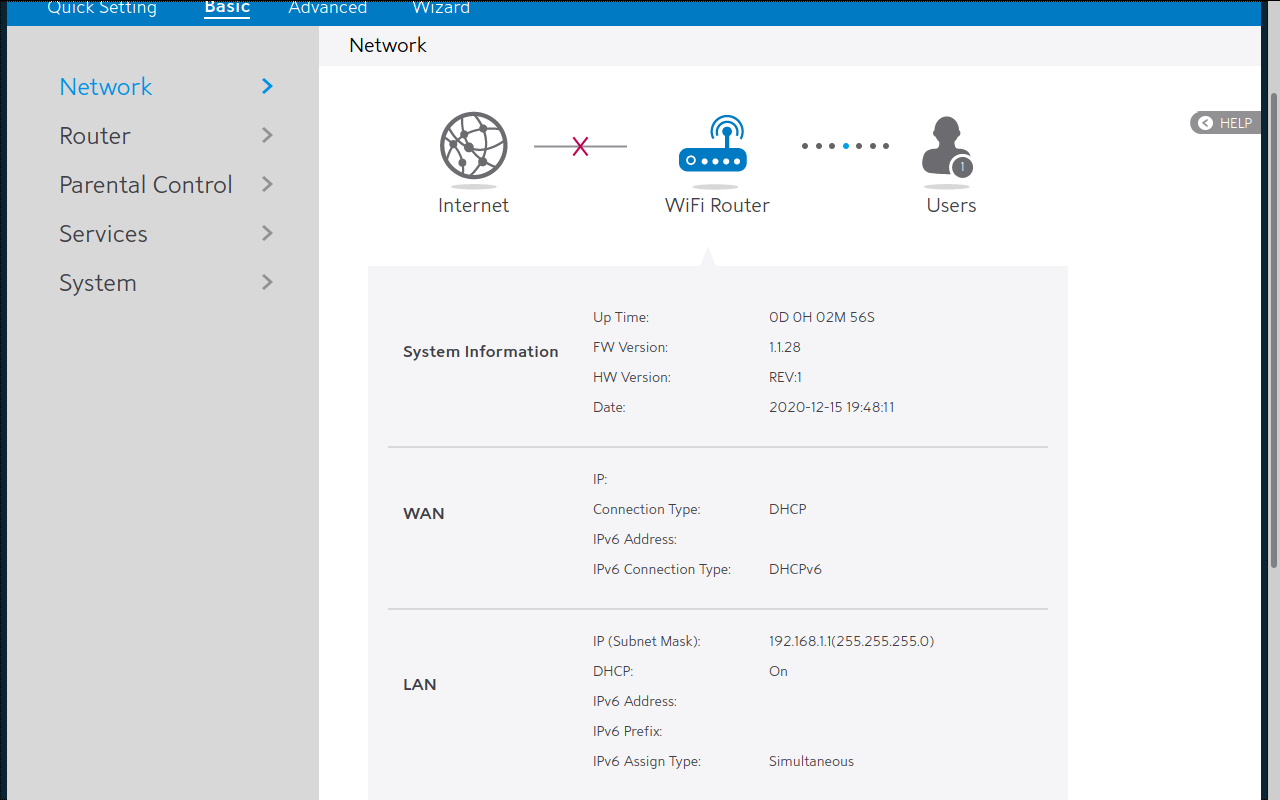 Quick Setting Basic Advanced Wizard
Network
Network
Router
Parental Control
Services
System
HELP
1
Internet WiFi Router Users
System Information
Up Time: 0D 0H 02M 56S
FW Version: 1.1.28
HW Version: REV:1
Date: 2020-12-15 19:48:11
WAN
IP:
Connection Type: DHCP
IPv6 Address:
IPv6 Connection Type: DHCPv6
LAN
IP (Subnet Mask): 192.168.1.1(255.255.255.0)
DHCP: On
IPv6 Address:
IPv6 Prefix:
IPv6 Assign Type: Simultaneous